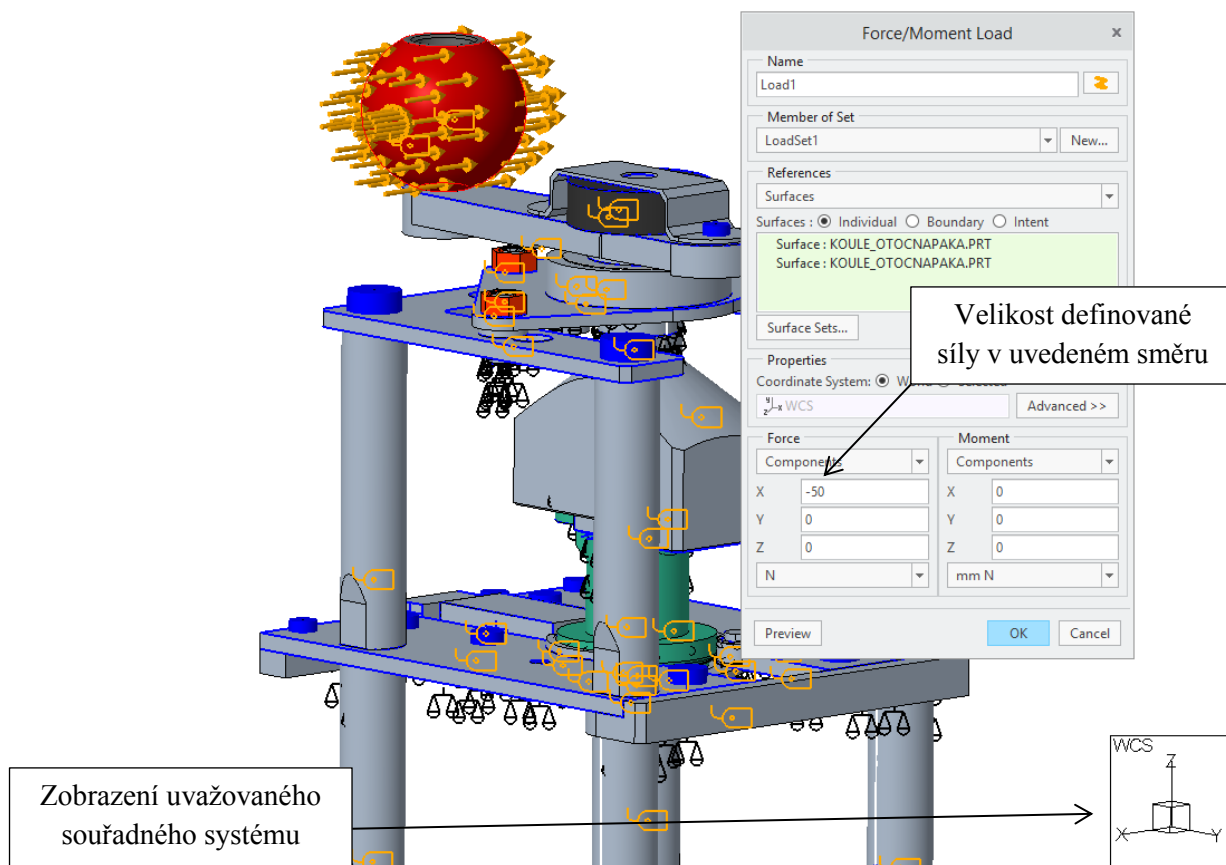 Force/Moment Load
x
Name
Load1
Member of Set
LoadSet1
New...
References
Surfaces
Surfaces : Individual Boundary Intent
Surface : KOULE_OTOCNAPAKA.PRT
Surface : KOULE_OTOCNAPAKA.PRT
Surface Sets...
Velikost definované
síly v uvedeném směru
Properties
Coordinate System:
y
z x WCS
Advanced >>
Force
Moment
Components
Components
X -50
X 0
Y 0
Y 0
Z 0
Z 0
N
mm N
Preview
OK
Cancel
Zobrazení uvažovaného
souřadného systému
WCS
Z
X
Y